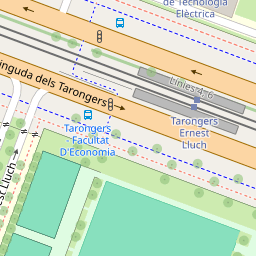 de Tecnologia
Elèctrica
Línies 4, 6
inguda dels Tarongers
Tarongers
- Facultat
D'Economia
Tarongers
Ernest
Lluch
st Lluch